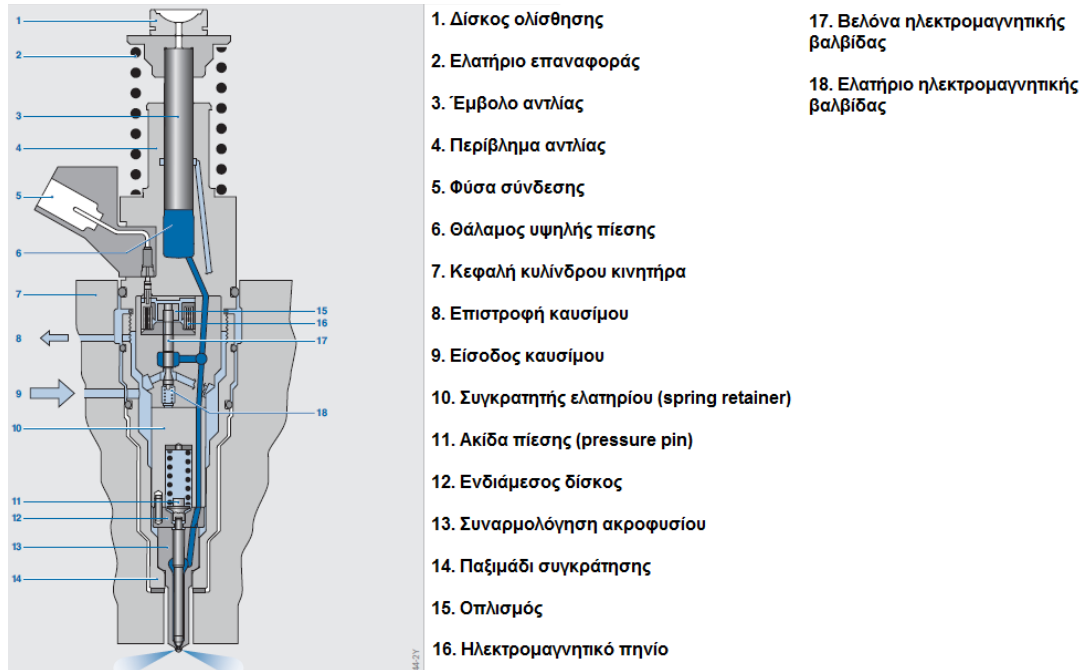 1
2
3
4
5
6
7
8
9
10
11
12
13
14
15
16
17
18
44-2Y
1. Δίσκος ολίσθησης
2. Ελατήριο επαναφοράς
3. Έμβολο αντλίας
4. Περίβλημα αντλίας
5. Φύσα σύνδεσης
6. Θάλαμος υψηλής πίεσης
7. Κεφαλή κυλίνδρου κινητήρα
8. Επιστροφή καυσίμου
9. Είσοδος καυσίμου
10. Συγκρατητής ελατηρίου (spring retainer)
11. Ακίδα πίεσης (pressure pin)
12. Ενδιάμεσος δίσκος
13. Συναρμολόγηση ακροφυσίου
14. Παξιμάδι συγκράτησης
15. Οπλισμός
16. Ηλεκτρομαγνητικό πηνίο
17. Βελόνα ηλεκτρομαγνητικής
βαλβίδας
18. Ελατήριο ηλεκτρομαγνητικής
βαλβίδας